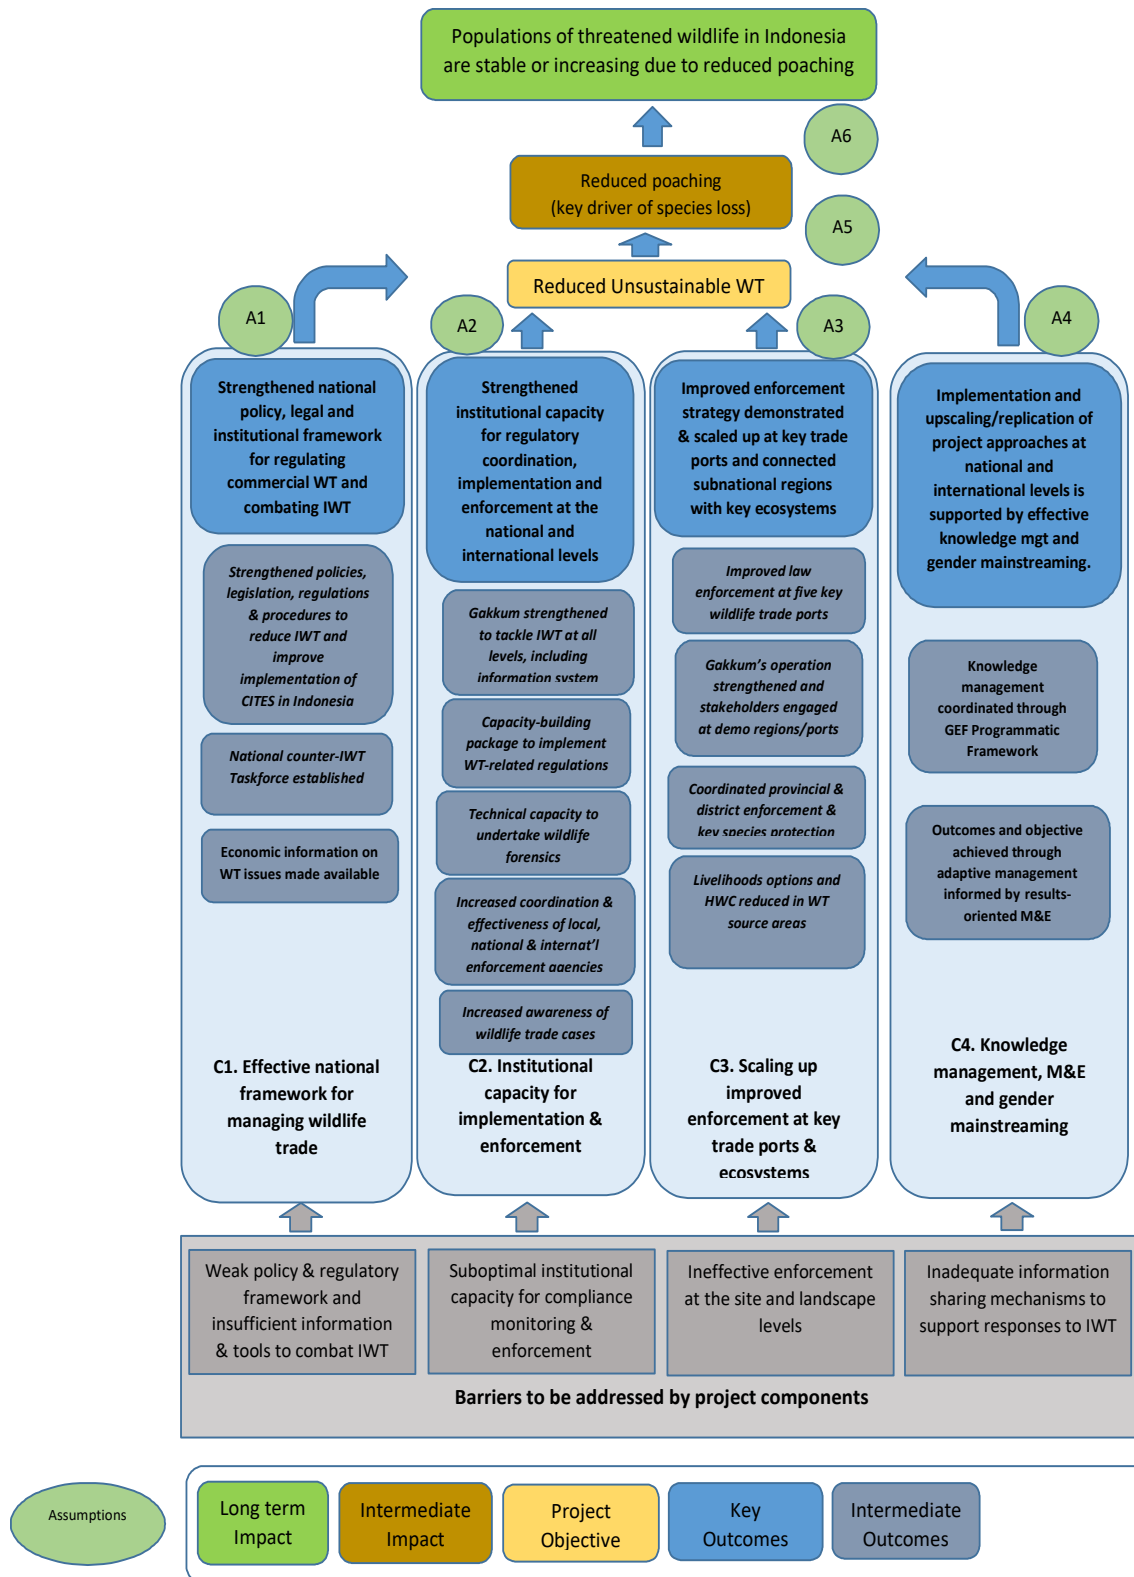 Populations of threatened wildlife in Indonesia
are stable or increasing due to reduced poaching
A6
Reduced poaching
(key driver of species loss)
A5
Reduced Unsustainable WT
A1
A2
A3
A4
Strengthened national
policy, legal and
institutional framework
for regulating
commercial WT and
combating IWT
Strengthened policies,
legislation, regulations
& procedures to
reduce IWT and
improve
implementation of
CITES in Indonesia
National counter-IWT
Taskforce established
Economic information on
WT issues made available
C1. Effective national
framework for
managing wildlife
trade
Strengthened
institutional capacity
for regulatory
coordination,
implementation and
enforcement at the
national and
international levels
Gakkum strengthened
to tackle IWT at all
levels, including
information system
Capacity-building
package to implement
WT-related regulations
Technical capacity to
undertake wildlife
forensics
Increased coordination &
effectiveness of local,
national & internat'l
enforcement agencies
Increased awareness of
wildlife trade cases
C2. Institutional
capacity for
implementation &
enforcement
Improved enforcement
strategy demonstrated
& scaled up at key trade
ports and connected
subnational regions
with key ecosystems
Improved law
enforcement at five key
wildlife trade ports
Gakkum's operation
strengthened and
stakeholders engaged
at demo regions/ports
Coordinated provincial &
district enforcement &
key species protection
Livelihoods options and
HWC reduced in WT
source areas
C3. Scaling up
improved
enforcement at key
trade ports &
ecosystems
Implementation and
upscaling/replication of
project approaches at
national and
international levels is
supported by effective
knowledge mgt and
gender mainstreaming.
Knowledge
management
coordinated through
GEF Programmatic
Framework
Outcomes and objective
achieved through
adaptive management
informed by results-
oriented M&E
C4. Knowledge
management, M&E
and gender
mainstreaming
Weak policy & regulatory
framework and
insufficient information
& tools to combat IWT
Suboptimal institutional
capacity for compliance
monitoring &
enforcement
Ineffective enforcement
at the site and landscape
levels
Inadequate information
sharing mechanisms to
support responses to IWT
Barriers to be addressed by project components
Assumptions
Long term
Impact
Intermediate
Impact
Project
Objective
Key
Outcomes
Intermediate
Outcomes